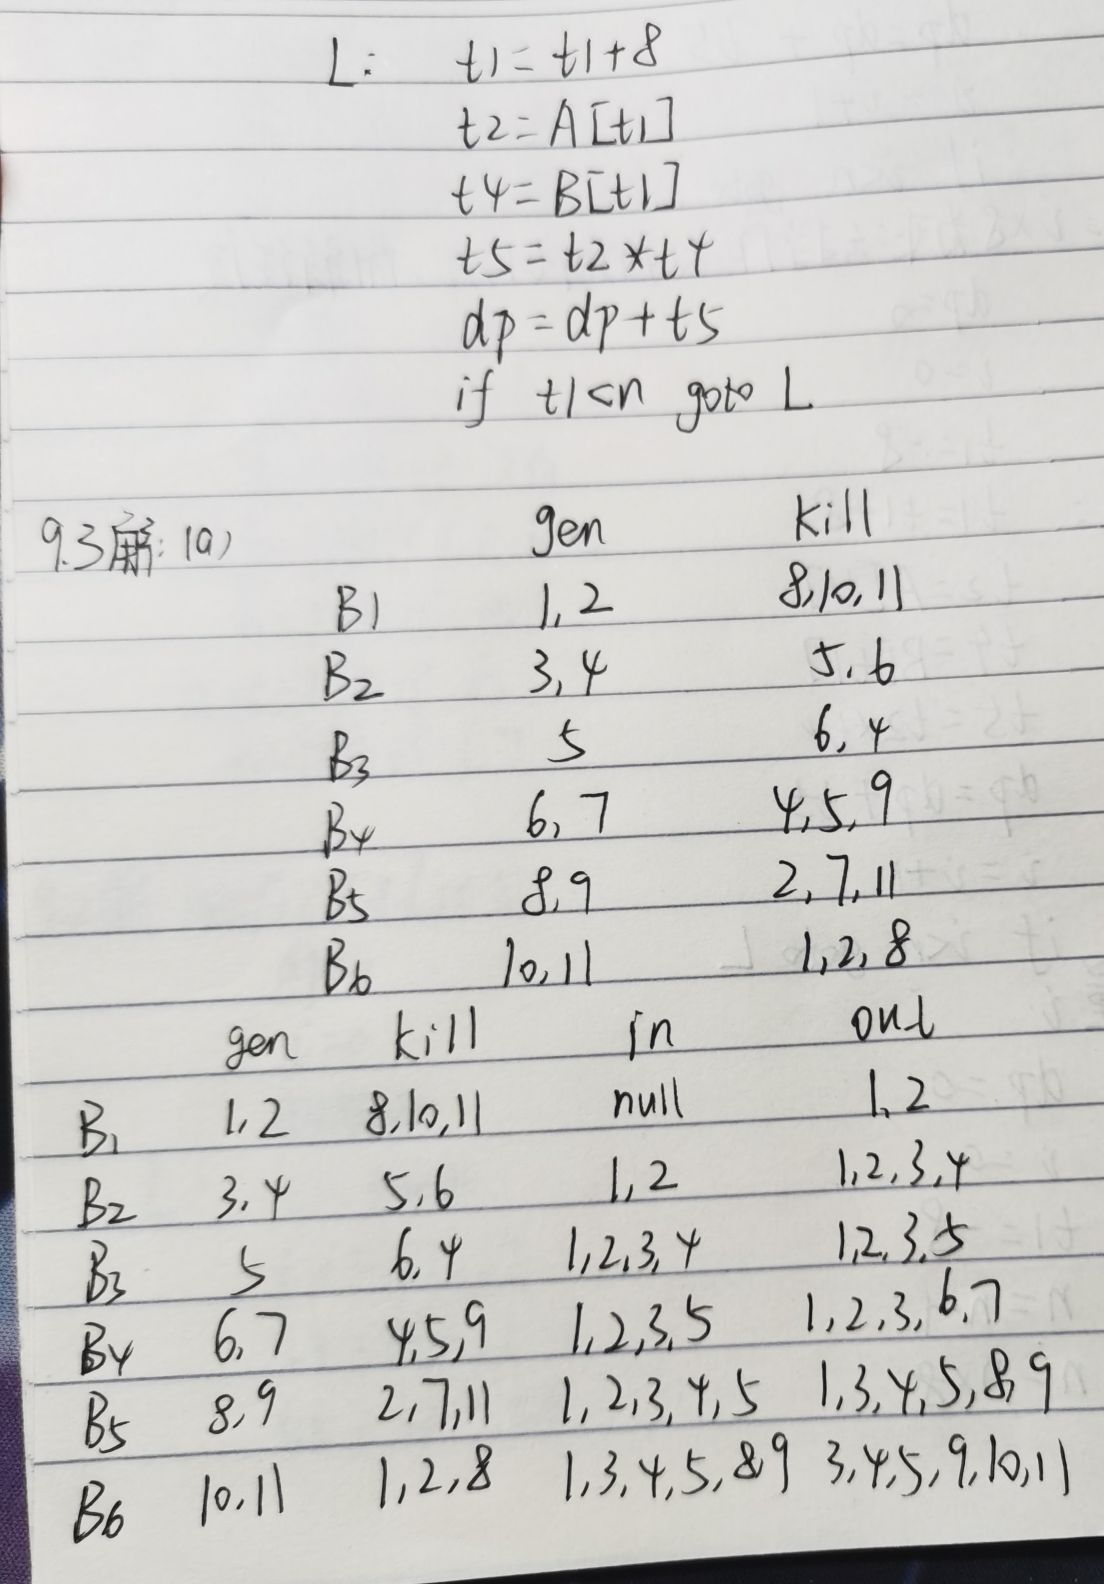 L: t1=t1+8
t2=A[t1]
t4=B[t1]
t5=t2*t4
dp=dp+t5
if t1<n goto L
9.3解:(a) gen kill
B1 1,2 8,10,11
B2 3,4 5,6
B3 5 6,4
B4 6,7 4,5,9
B5 8,9 2,7,11
B6 10,11 1,2,8
gen kill in out
B1 1,2 8,10,11 null 1,2
B2 3,4 5,6 1,2 1,2,3,4
B3 5 6,4 1,2,3,4 1,2,3,5
B4 6,7 4,5,9 1,2,3,5 1,2,3,6,7
B5 8,9 2,7,11 1,2,3,4,5 1,3,4,5,8,9
B6 10,11 1,2,8 1,3,4,5,8,9 3,4,5,9,10,11